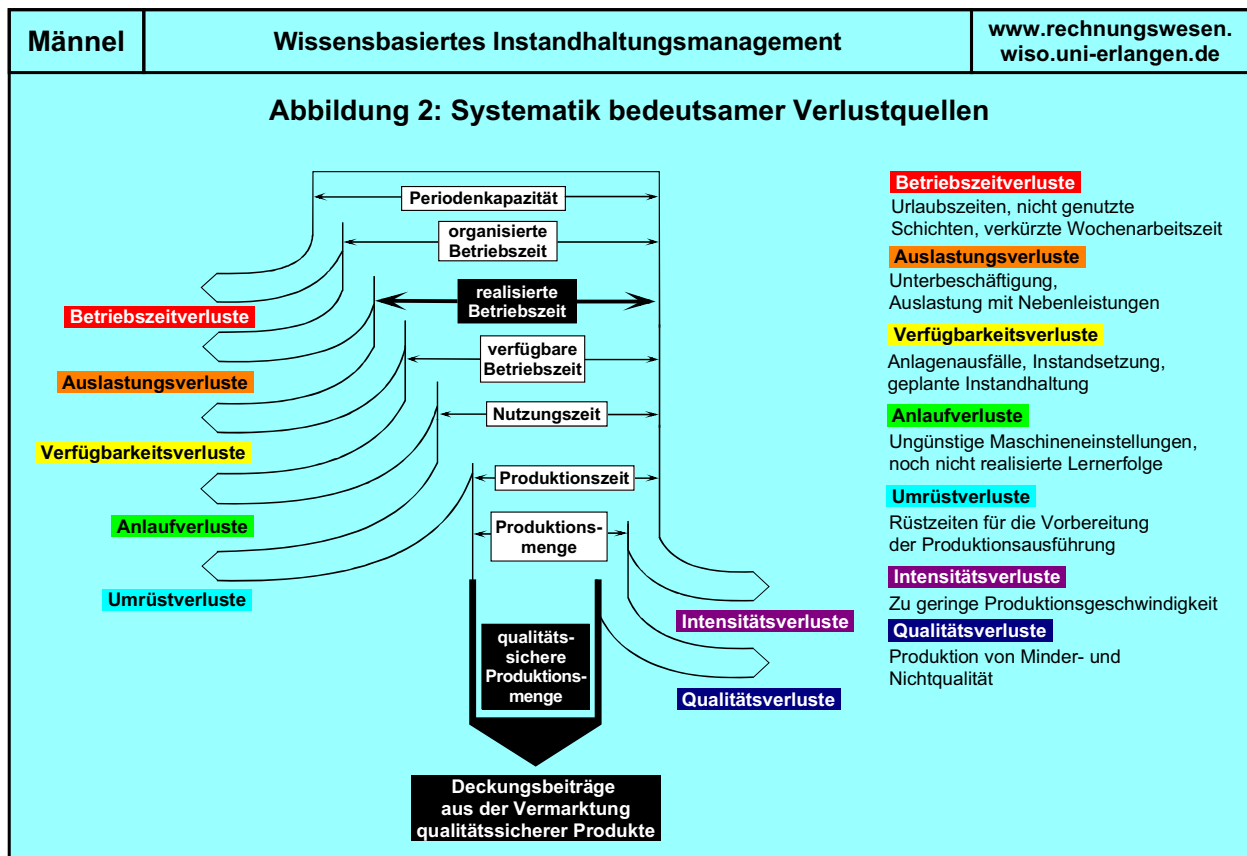 Männel
Wissensbasiertes Instandhaltungsmanagement
www.rechnungswesen.
wiso.uni-erlangen.de
Abbildung 2: Systematik bedeutsamer Verlustquellen
Periodenkapazität
organisierte
Betriebszeit
realisierte
Betriebszeit
verfügbare
Betriebszeit
Nutzungszeit
Produktionszeit
Produktions-
menge
Betriebszeitverluste
Auslastungsverluste
Verfügbarkeitsverluste
Anlaufverluste
Umrüstverluste
Intensitätsverluste
Qualitätsverluste
qualitäts-
sichere
Produktions-
menge
Deckungsbeiträge
aus der Vermarktung
qualitätssicherer Produkte
Betriebszeitverluste
Urlaubszeiten, nicht genutzte
Schichten, verkürzte Wochenarbeitszeit
Auslastungsverluste
Unterbeschäftigung,
Auslastung mit Nebenleistungen
Verfügbarkeitsverluste
Anlagenausfälle, Instandsetzung,
geplante Instandhaltung
Anlaufverluste
Ungünstige Maschineneinstellungen,
noch nicht realisierte Lernerfolge
Umrüstverluste
Rüstzeiten für die Vorbereitung
der Produktionsausführung
Intensitätsverluste
Zu geringe Produktionsgeschwindigkeit
Qualitätsverluste
Produktion von Minder- und
Nichtqualität